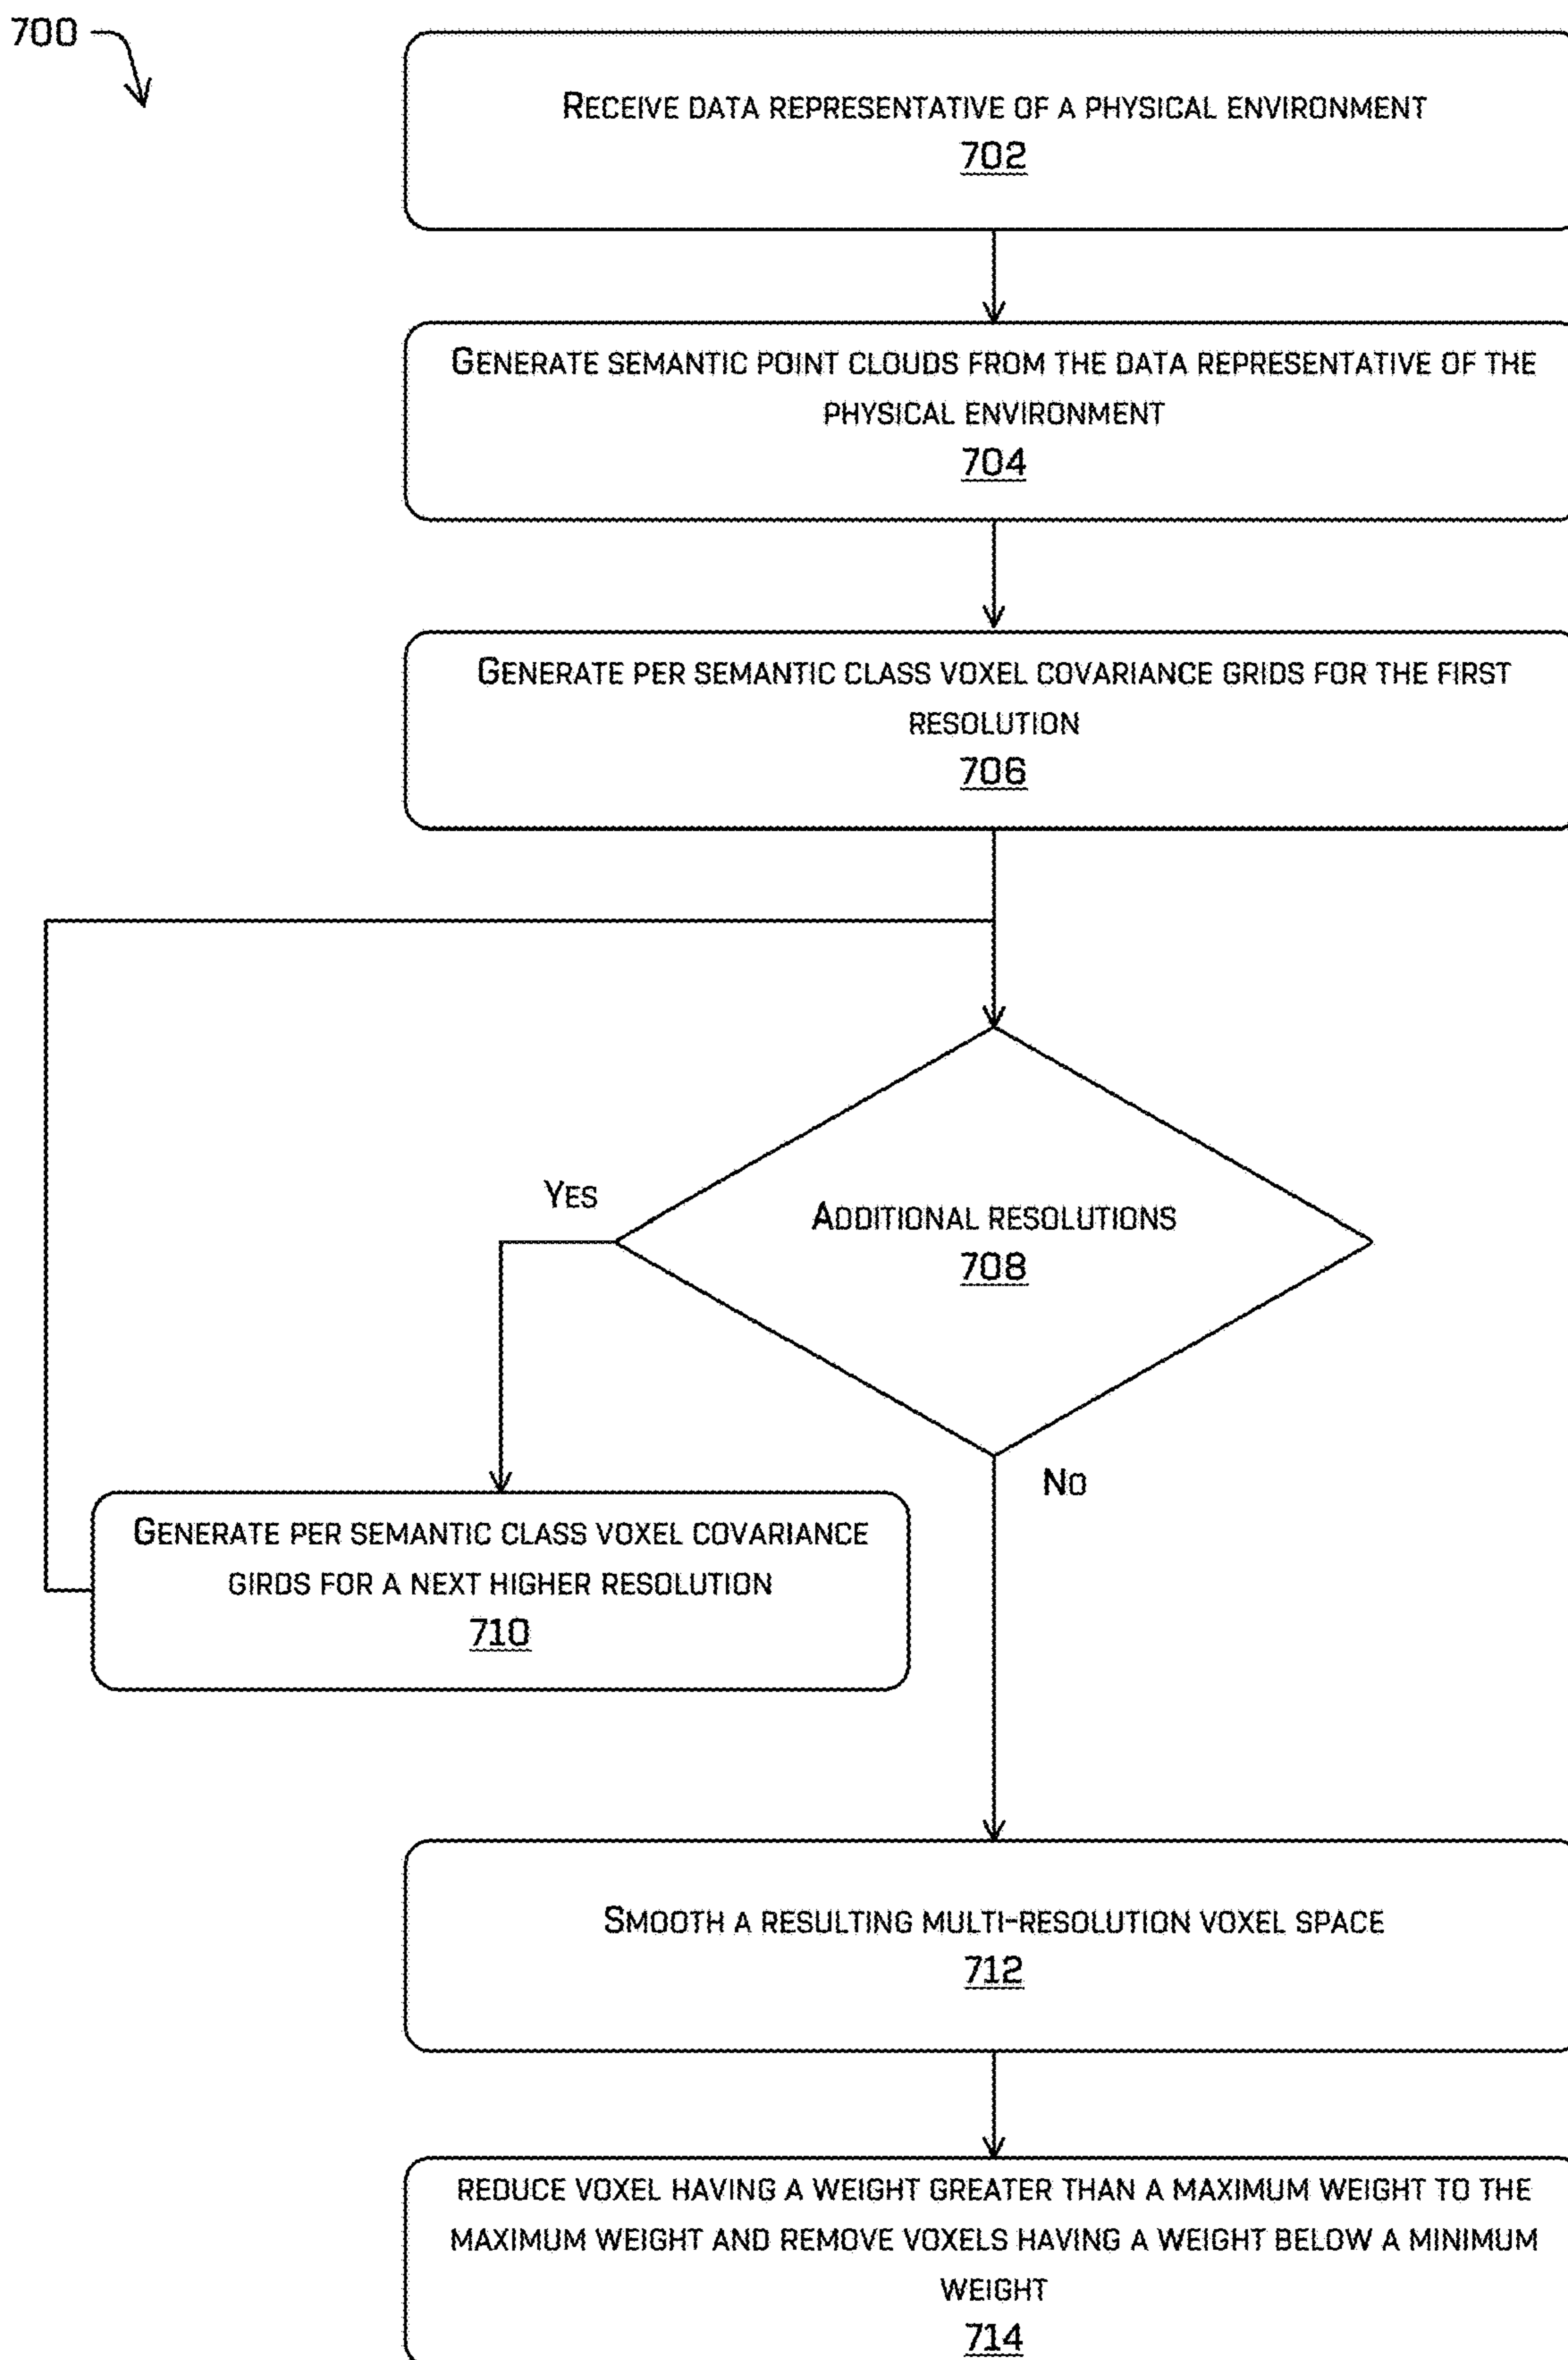 700
RECEIVE DATA REPRESENTATIVE OF A PHYSICAL ENVIRONMENT
702
GENERATE SEMANTIC POINT CLOUDS FROM THE DATA REPRESENTATIVE OF THE
PHYSICAL ENVIRONMENT
704
GENERATE PER SEMANTIC CLASS VOXEL COVARIANCE GRIDS FOR THE FIRST
RESOLUTION
706
YES
ADDITIONAL RESOLUTIONS
708
NO
GENERATE PER SEMANTIC CLASS VOXEL COVARIANCE
GIRDS FOR A NEXT HIGHER RESOLUTION
710
SMOOTH A RESULTING MULTI-RESOLUTION VOXEL SPACE
712
REDUCE VOXEL HAVING A WEIGHT GREATER THAN A MAXIMUM WEIGHT TO THE
MAXIMUM WEIGHT AND REMOVE VOXELS HAVING A WEIGHT BELOW A MINIMUM
WEIGHT
714